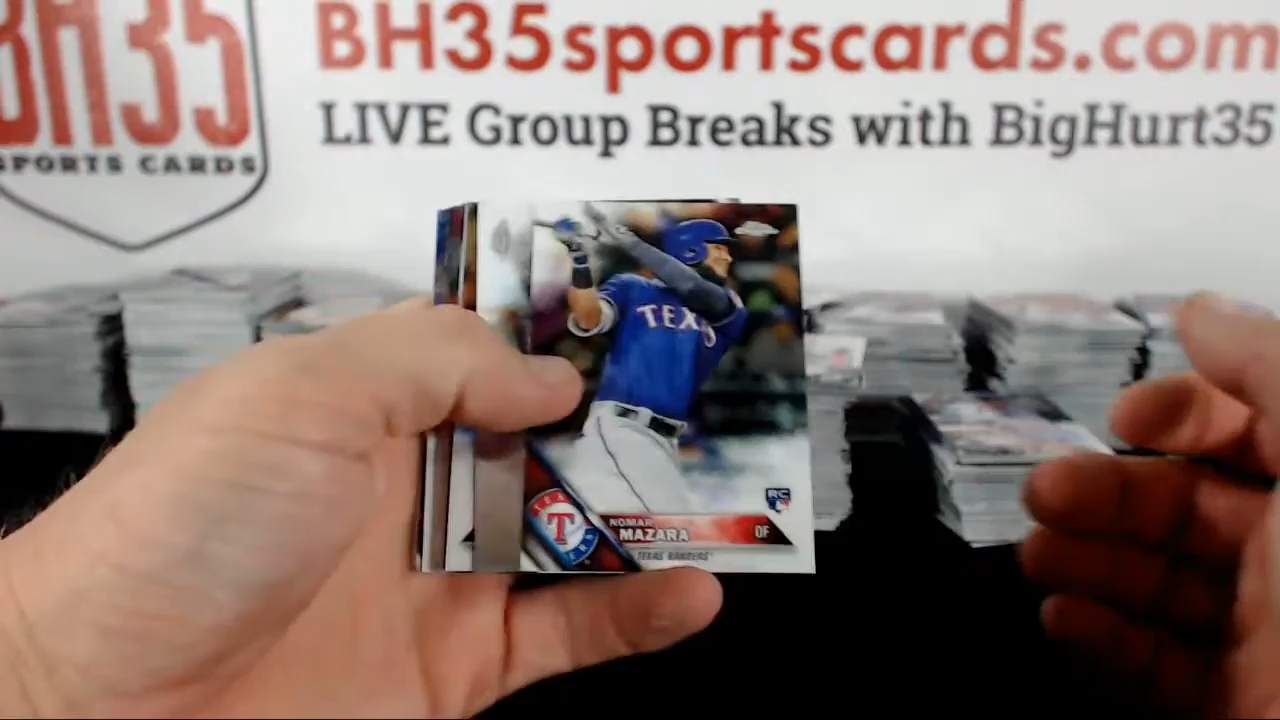 BH35
SPORTS CARDS
BH35sportscards.com
LIVE Group Breaks with BigHurt35
TEXAS
RC
T
NOMAR
MAZARA
OF
TEXAS RANGERS